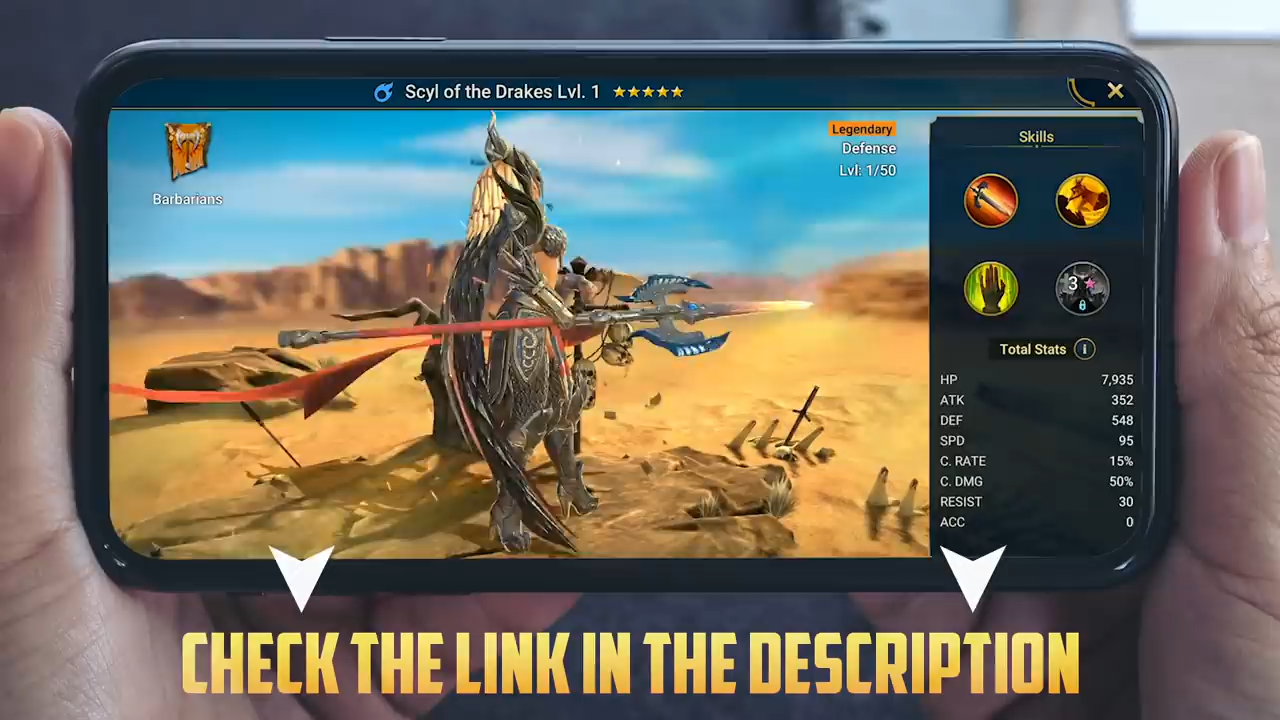 Scyl of the Drakes Lvl. 1
Barbarians
Legendary
Defense
Lvl: 1/50
Skills
3
Total Stats
HP 7,935
ATK 352
DEF 548
SPD 95
C. RATE 15%
C. DMG 50%
RESIST 30
ACC 0
CHECK THE LINK IN THE DESCRIPTION